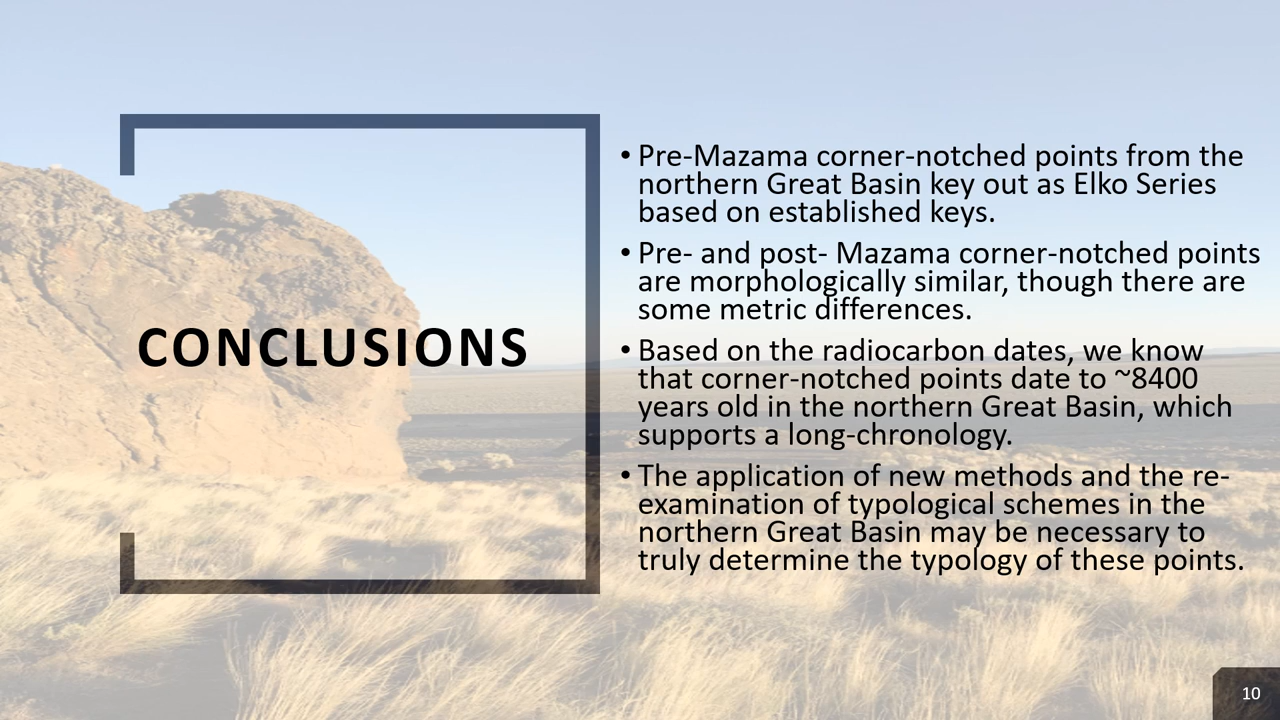 CONCLUSIONS
• Pre-Mazama corner-notched points from the
northern Great Basin key out as Elko Series
based on established keys.
• Pre- and post- Mazama corner-notched points
are morphologically similar, though there are
some metric differences.
• Based on the radiocarbon dates, we know
that corner-notched points date to ~8400
years old in the northern Great Basin, which
supports a long-chronology.
• The application of new methods and the re-
examination of typological schemes in the
northern Great Basin may be necessary to
truly determine the typology of these points.
10